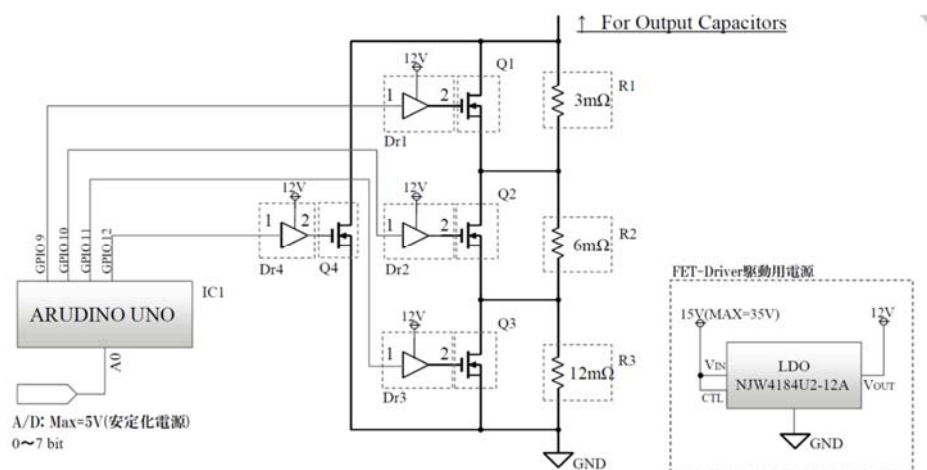 ↑ For Output Capacitors
12V
Q1
R1
1
2
3mΩ
Dr1
12V
Q2
12V
1
2
1
2
R2
6mΩ
GPIO 9
GPIO 10
GPIO 11
GPIO 12
Dr4
Q4
Dr2
IC1
ARUDINO UNO
12V
Q3
R3
1
2
12mΩ
A0
Dr3
A/D: Max=5V(安定化電源)
0〜7 bit
GND
FET-Driver駆動用電源
15V(MAX=35V)
12V
VIN
CTL
LDO
NJW4184U2-12A
VOUT
GND